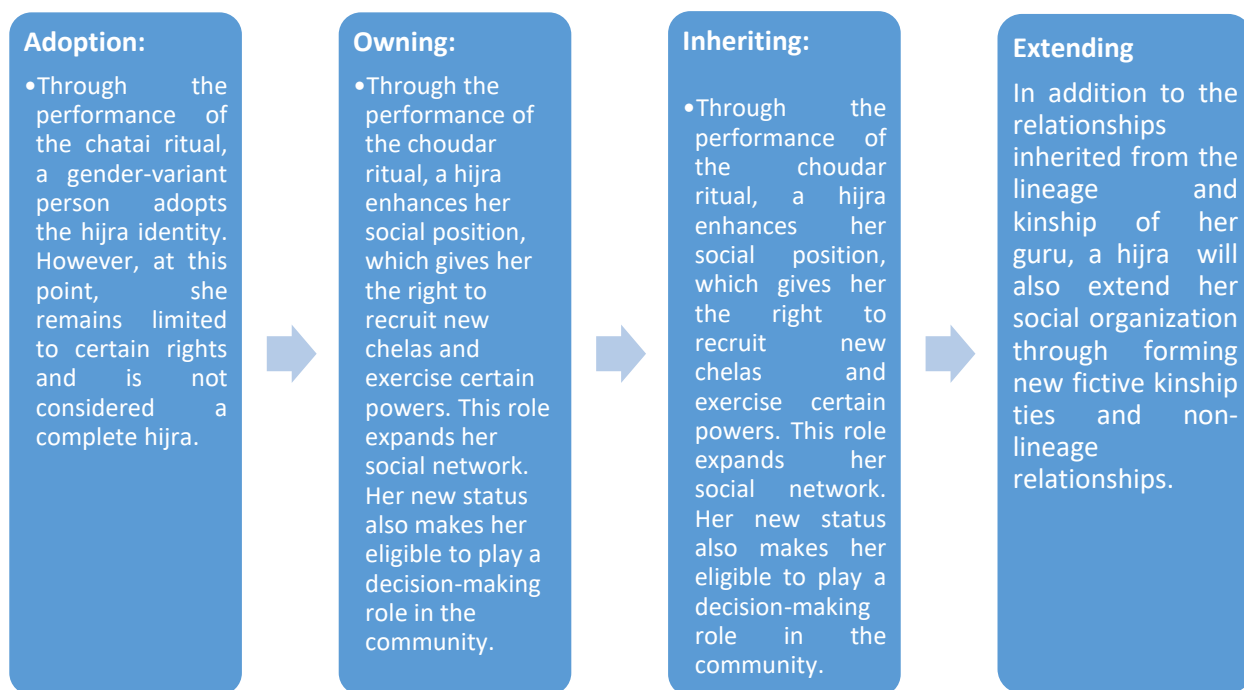 Adoption:
•Through the
performance of
the chatai ritual,
a gender-variant
person adopts
the hijra identity.
However, at this
point, she
remains limited
to certain rights
and is not
considered a
complete hijra.
Owning:
•Through the
performance of
the choudar
ritual, a hijra
enhances her
social position,
which gives her
the right to
recruit new
chelas and
exercise certain
powers. This role
expands her
social network.
Her new status
also makes her
eligible to play a
decision-making
role in the
community.
Inheriting:
•Through the
performance of
the choudar
ritual, a hijra
enhances her
social position,
which gives her
the right to
recruit new
chelas and
exercise certain
powers. This role
expands her
social network.
Her new status
also makes her
eligible to play a
decision-making
role in the
community.
Extending
In addition to the
relationships
inherited from the
lineage and
kinship of her
guru, a hijra will
also extend her
social organization
through forming
new fictive kinship
ties and non-
lineage
relationships.